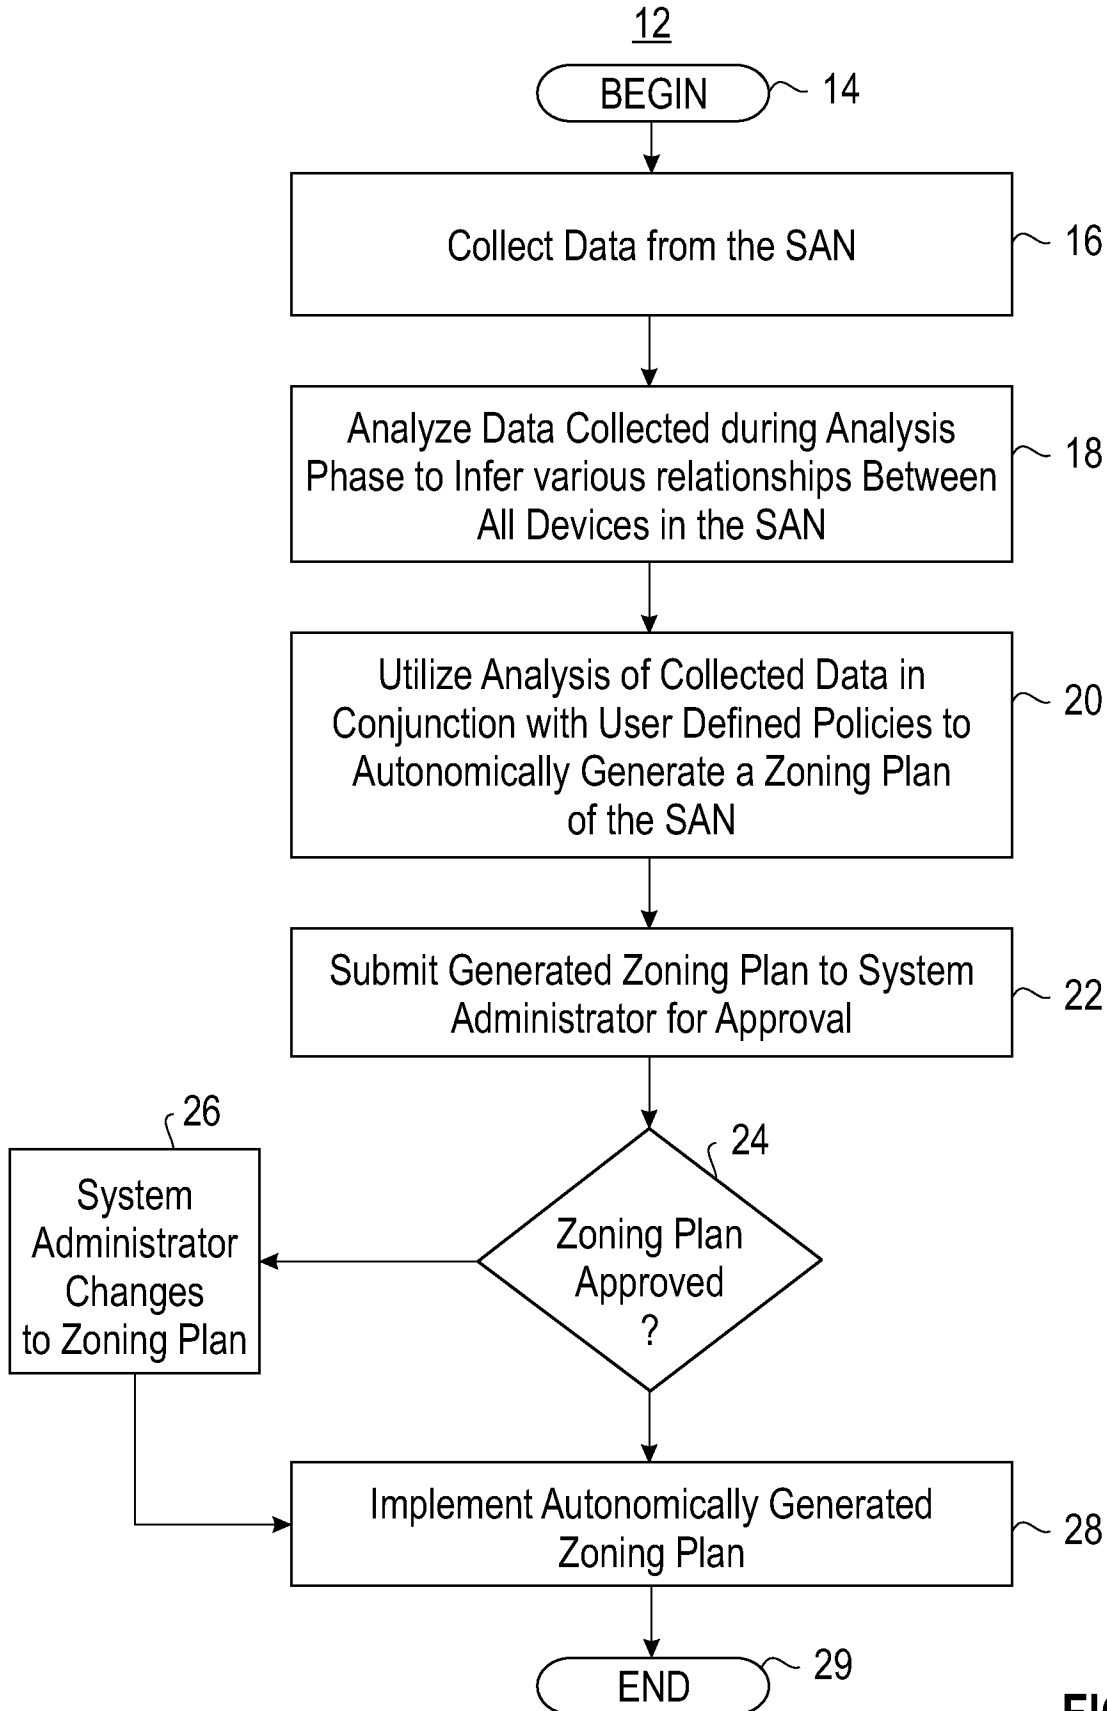 12
BEGIN
14
Collect Data from the SAN
16
Analyze Data Collected during Analysis
Phase to Infer various relationships Between
All Devices in the SAN
18
Utilize Analysis of Collected Data in
Conjunction with User Defined Policies to
Autonomically Generate a Zoning Plan
of the SAN
20
Submit Generated Zoning Plan to System
Administrator for Approval
22
24
Zoning Plan
Approved
?
26
System
Administrator
Changes
to Zoning Plan
Implement Autonomically Generated
Zoning Plan
28
END
29